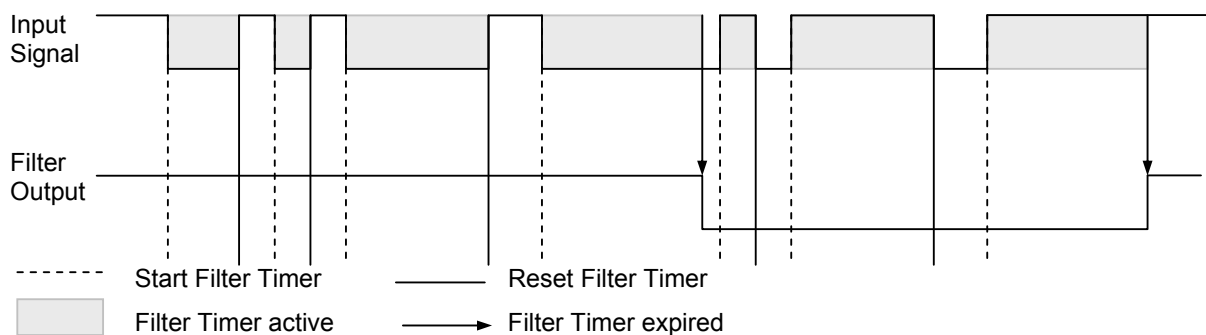 Input
Signal
Filter
Output
Start Filter Timer
Reset Filter Timer
Filter Timer active
Filter Timer expired